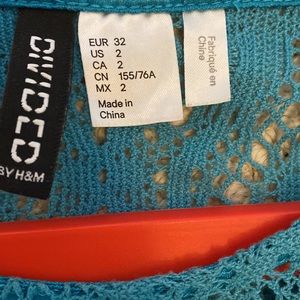 DIVIDED
BY H&M
EUR 32
US 2
CA 2
CN 155/76A
MX 2
Made in
China
Fabriqué en
Chine